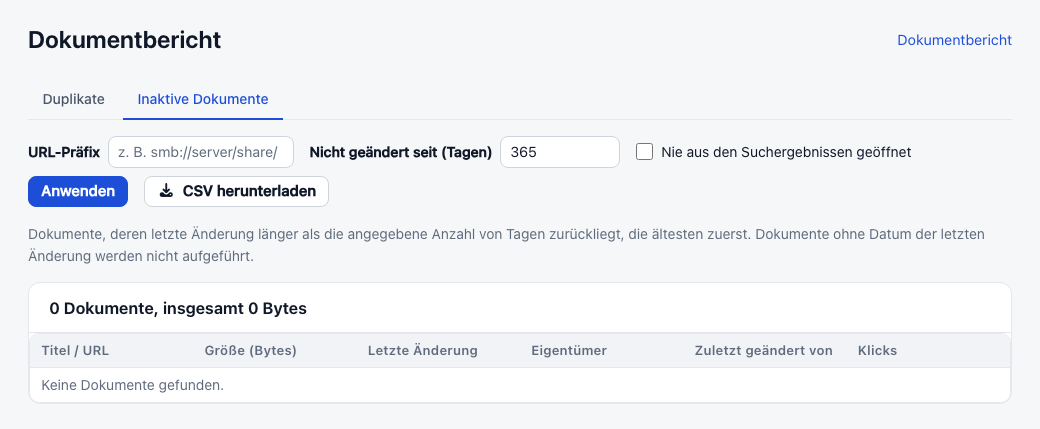 Dokumentbericht
Dokumentbericht
Duplikate
Inaktive Dokumente
URL-Präfix
z. B. smb://server/share/
Nicht geändert seit (Tagen)
365
Nie aus den Suchergebnissen geöffnet
Anwenden
CSV herunterladen
Dokumente, deren letzte Änderung länger als die angegebene Anzahl von Tagen zurückliegt, die ältesten zuerst. Dokumente ohne Datum der letzten
Änderung werden nicht aufgeführt.
0 Dokumente, insgesamt 0 Bytes
Titel / URL
Größe (Bytes)
Letzte Änderung
Eigentümer
Zuletzt geändert von
Klicks
Keine Dokumente gefunden.